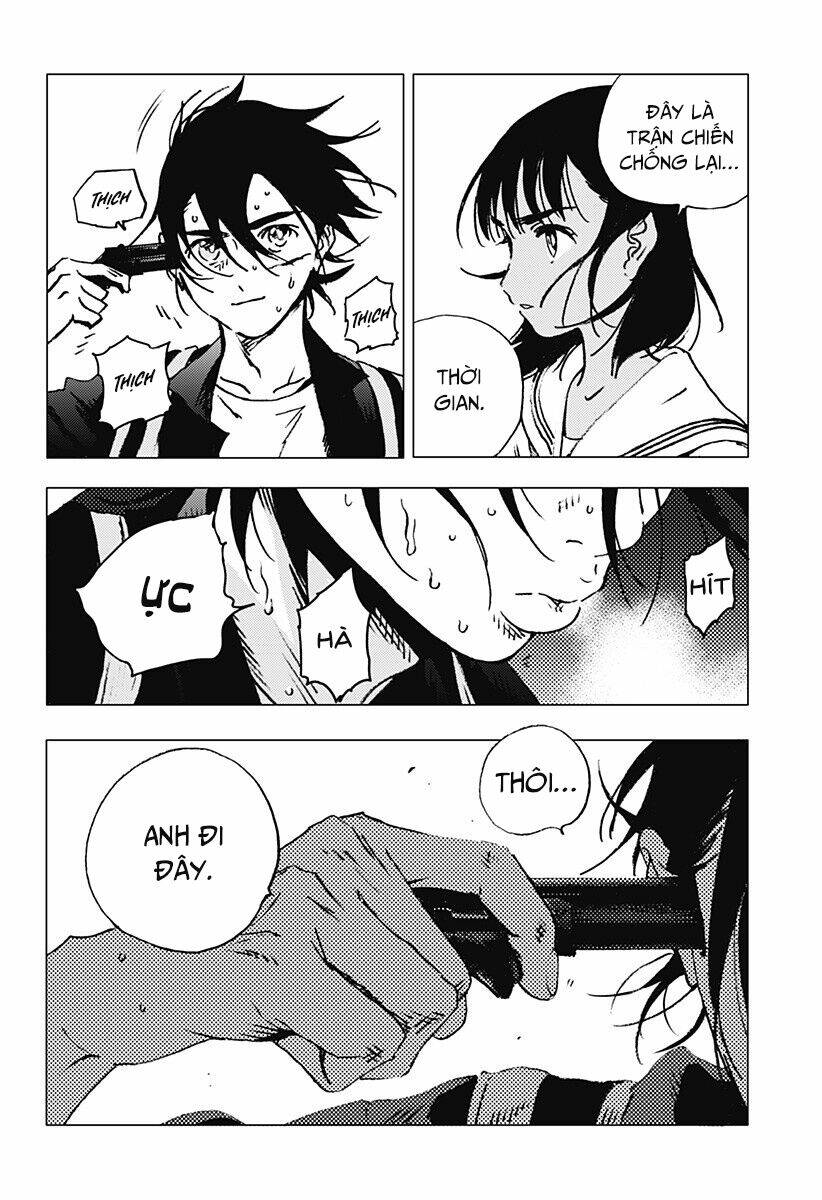 ĐÂY LÀ
TRẬN CHIẾN
CHỐNG LẠI...
THỜI
GIAN.
THỊCH
THỊCH
THỊCH
HÍT
HÀ
ỰC
THÔI...
ANH ĐI
ĐÂY.